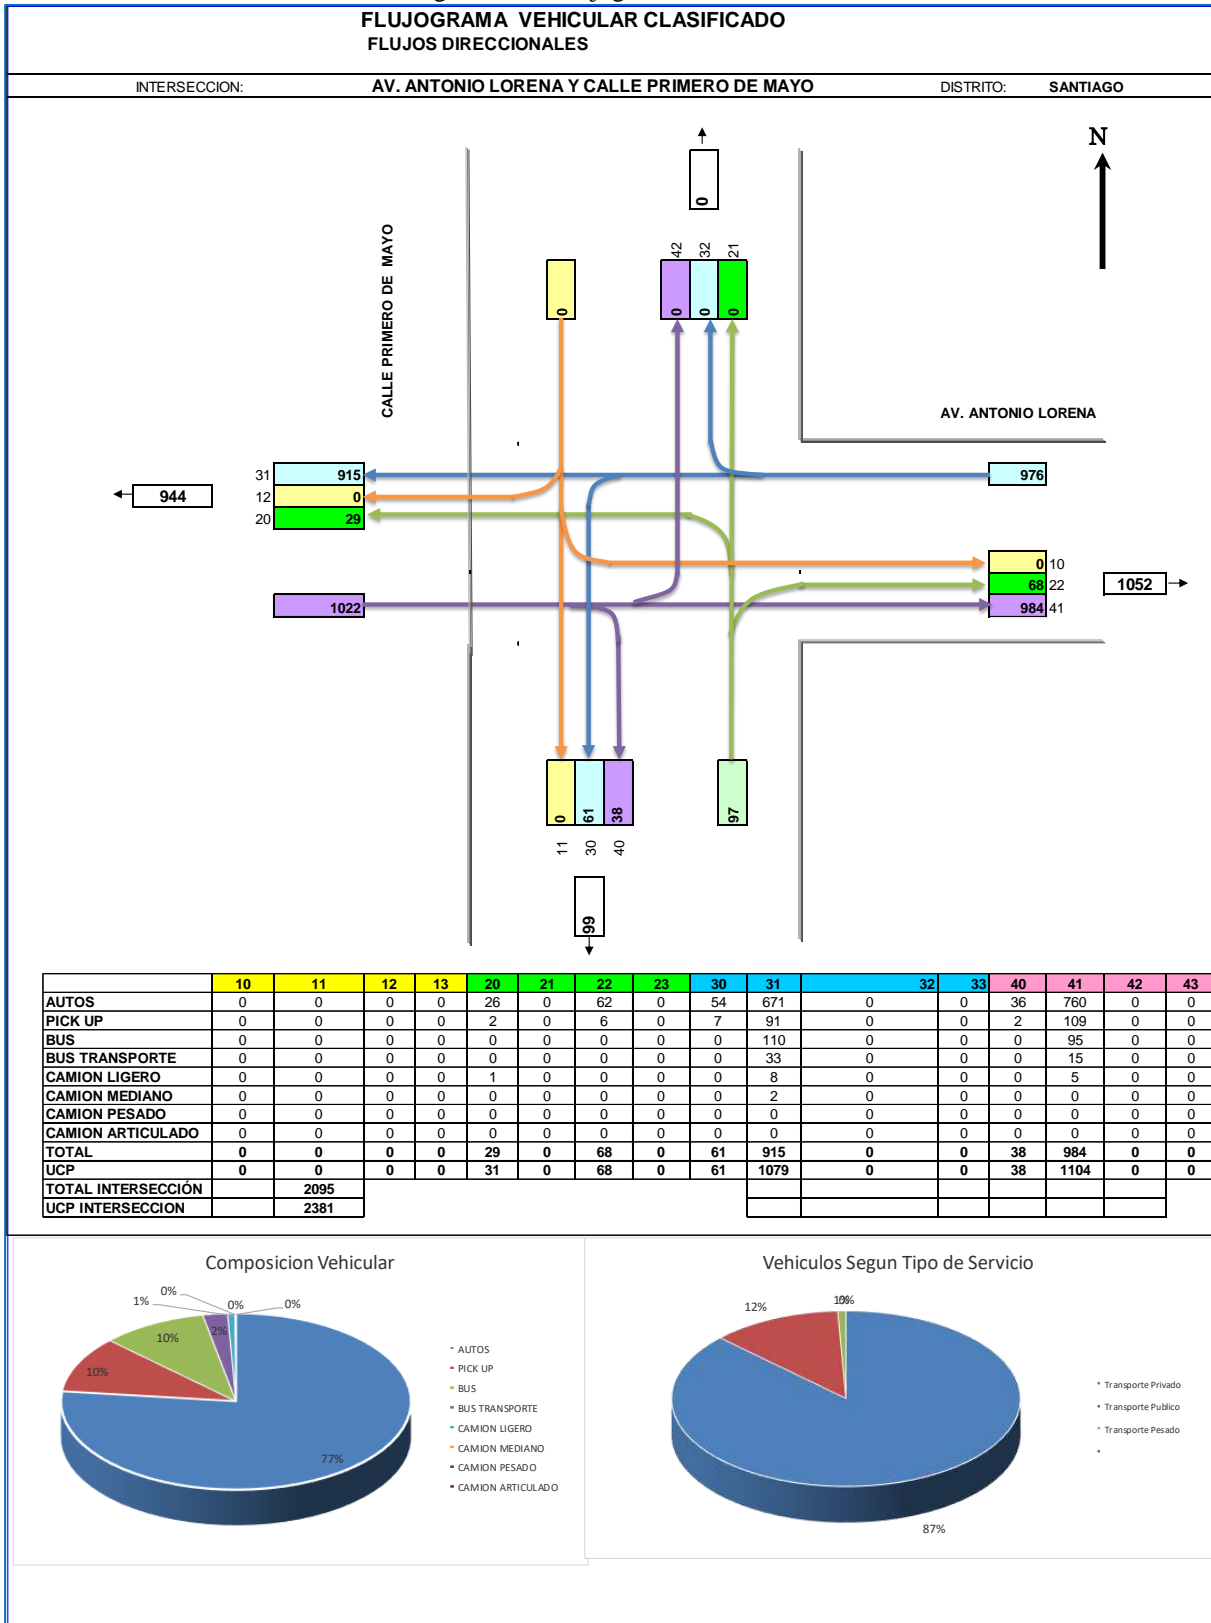 FLUJOGRAMA VEHICULAR CLASIFICADO
FLUJOS DIRECCIONALES
INTERSECCION: AV. ANTONIO LORENA Y CALLE PRIMERO DE MAYO DISTRITO: SANTIAGO
N
0
42 32 21
0 0 0 0
CALLE PRIMERO DE MAYO
AV. ANTONIO LORENA
31 915 976
944 12 0
20 29
0 10
68 22 1052
1022 984 41
0 61 38 97
11 30 40
99
10 11 12 13 20 21 22 23 30 31 32 33 40 41 42 43
AUTOS 0 0 0 0 26 0 62 0 54 671 0 0 36 760 0 0
PICK UP 0 0 0 0 2 0 6 0 7 91 0 0 2 109 0 0
BUS 0 0 0 0 0 0 0 0 0 110 0 0 0 95 0 0
BUS TRANSPORTE 0 0 0 0 0 0 0 0 0 33 0 0 0 15 0 0
CAMION LIGERO 0 0 0 0 1 0 0 0 0 8 0 0 0 5 0 0
CAMION MEDIANO 0 0 0 0 0 0 0 0 0 2 0 0 0 0 0 0
CAMION PESADO 0 0 0 0 0 0 0 0 0 0 0 0 0 0 0 0
CAMION ARTICULADO 0 0 0 0 0 0 0 0 0 0 0 0 0 0 0 0
TOTAL 0 0 0 0 29 0 68 0 61 915 0 0 38 984 0 0
UCP 0 0 0 0 31 0 68 0 61 1079 0 0 38 1104 0 0
TOTAL INTERSECCIÓN 2095
UCP INTERSECCION 2381
Composicion Vehicular
0%
1% 0% 0%
10% 2%
10%
77%
AUTOS
PICK UP
BUS
BUS TRANSPORTE
CAMION LIGERO
CAMION MEDIANO
CAMION PESADO
CAMION ARTICULADO
Vehiculos Segun Tipo de Servicio
12% 1% 0%
87%
Transporte Privado
Transporte Publico
Transporte Pesado